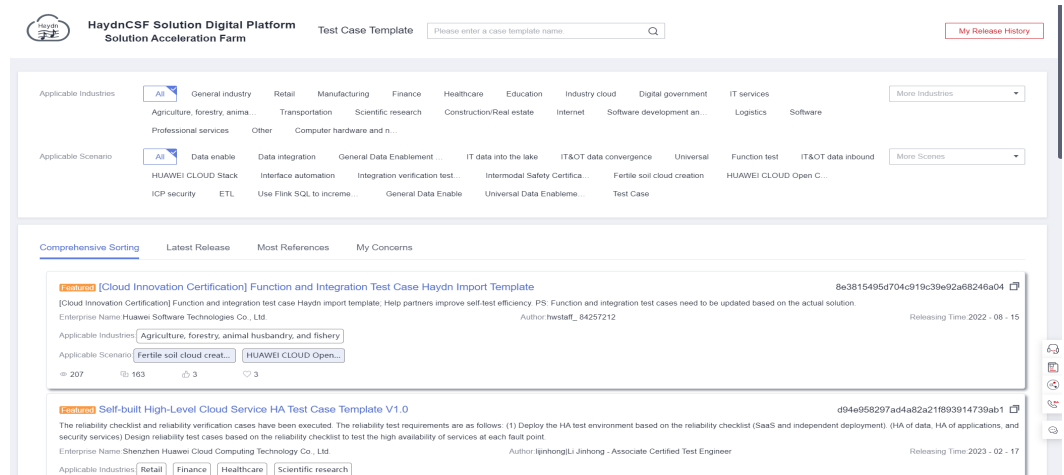 Haydn
HaydnCSF Solution Digital Platform
Solution Acceleration Farm
Test Case Template
Please enter a case template name
My Release History
Applicable Industries
All General industry Retail Manufacturing Finance Healthcare Education Industry cloud Digital government IT services
More Industries
Agriculture, forestry, anima... Transportation Scientific research Construction/Real estate Internet Software development an... Logistics Software
Professional services Other Computer hardware and n...
Applicable Scenario
All Data enable Data integration General Data Enablement ... IT data into the lake IT&OT data convergence Universal Function test IT&OT data inbound
More Scenes
HUAWEI CLOUD Stack Interface automation Integration verification test... Intermodal Safety Certifica... Fertile soil cloud creation HUAWEI CLOUD Open C...
ICP security ETL Use Flink SQL to increme... General Data Enable Universal Data Enableme... Test Case
Comprehensive Sorting Latest Release Most References My Concerns
Featured [Cloud Innovation Certification] Function and Integration Test Case Haydn Import Template
8e3815495d704c919c39e92a68246a04
[Cloud Innovation Certification] Function and integration test case Haydn import template; Help partners improve self-test efficiency. PS: Function and integration test cases need to be updated based on the actual solution.
Enterprise Name:Huawei Software Technologies Co., Ltd. Author:hwstaff_ 84257212 Releasing Time:2022 - 08 - 15
Applicable Industries: Agriculture, forestry, animal husbandry, and fishery
Applicable Scenario: Fertile soil cloud creat... HUAWEI CLOUD Open...
207 163 3 3
Featured Self-built High-Level Cloud Service HA Test Case Template V1.0
d94e958297ad4a82a21f893914739ab1
The reliability checklist and reliability verification cases have been executed. The reliability test requirements are as follows: (1) Deploy the HA test environment based on the reliability checklist (SaaS and independent deployment). (HA of data, HA of applications, and
security services) Design reliability test cases based on the reliability checklist to test the high availability of services at each fault point.
Enterprise Name:Shenzhen Huawei Cloud Computing Technology Co., Ltd. Author:lijinhong|Li Jinhong - Associate Certified Test Engineer Releasing Time:2023 - 02 - 17
Applicable Industries: Retail Finance Healthcare Scientific research